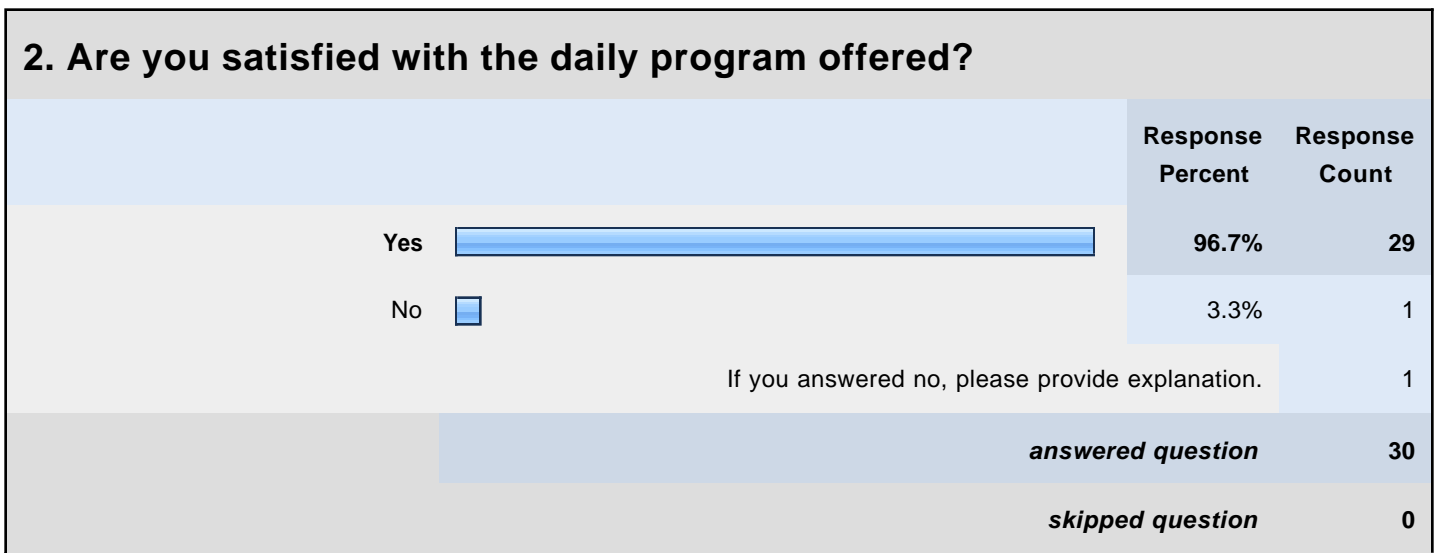 2. Are you satisfied with the daily program offered?
Response Response
Percent Count
Yes 96.7% 29
No 3.3% 1
If you answered no, please provide explanation. 1
answered question 30
skipped question 0